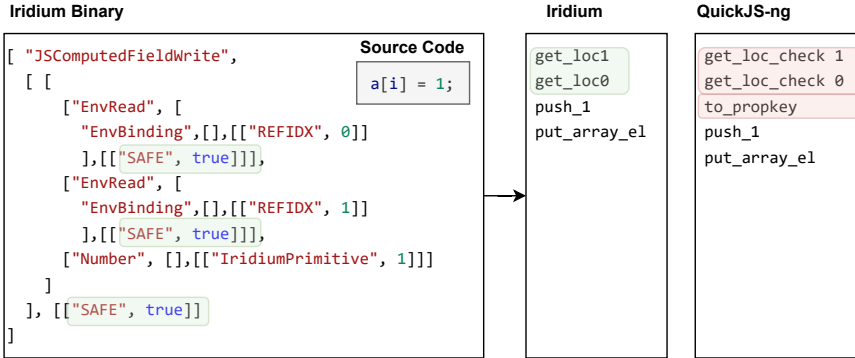 Iridium Binary
[ "JSComputedFieldWrite",
[ [
["EnvRead", [
"EnvBinding",[],[["REFIDX", 0]]
],[["SAFE", true]]],
["EnvRead", [
"EnvBinding",[],[["REFIDX", 1]]
],[["SAFE", true]]],
["Number", [],[["IridiumPrimitive", 1]]]
]
], [["SAFE", true]]
]
Source Code
a[i] = 1;
Iridium
get_loc1
get_loc0
push_1
put_array_el
QuickJS-ng
get_loc_check 1
get_loc_check 0
to_propkey
push_1
put_array_el